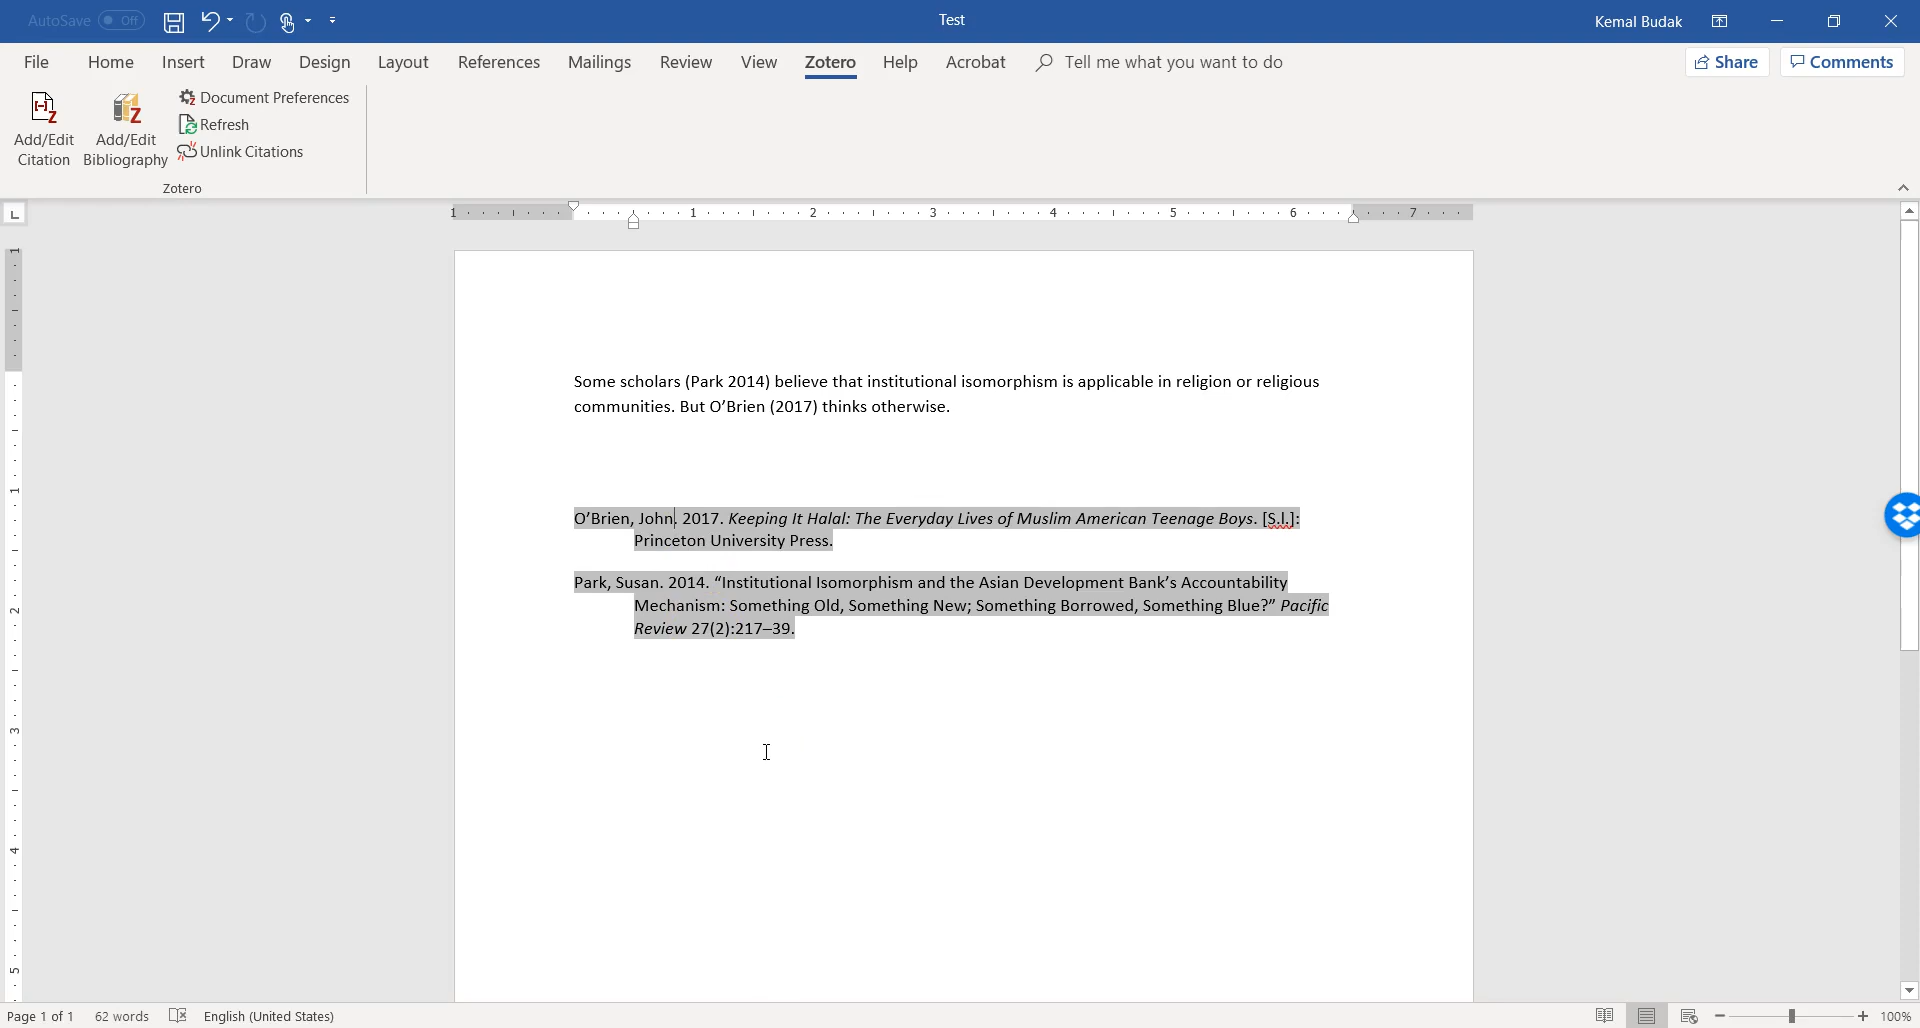 AutoSave Off
Test
Kemal Budak
File Home Insert Draw Design Layout References Mailings Review View Zotero Help Acrobat Tell me what you want to do Share Comments
Add/Edit Citation
Add/Edit Bibliography
Document Preferences
Refresh
Unlink Citations
Zotero
L
1 1 2 3 4 5 6 7
1
1
2
3
4
5
Some scholars (Park 2014) believe that institutional isomorphism is applicable in religion or religious
communities. But O’Brien (2017) thinks otherwise.
O’Brien, John. 2017. Keeping It Halal: The Everyday Lives of Muslim American Teenage Boys. [S.l.]:
Princeton University Press.
Park, Susan. 2014. “Institutional Isomorphism and the Asian Development Bank’s Accountability
Mechanism: Something Old, Something New; Something Borrowed, Something Blue?” Pacific
Review 27(2):217–39.
Page 1 of 1 62 words English (United States) 100%